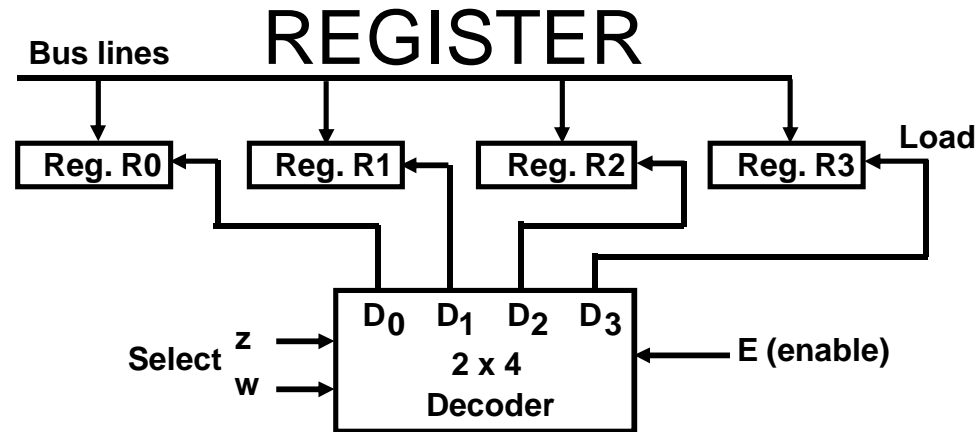 REGISTER
Bus lines
Load
Reg. R0 Reg. R1 Reg. R2 Reg. R3
D0 D1 D2 D3
z
Select
w
2 x 4
Decoder
E (enable)